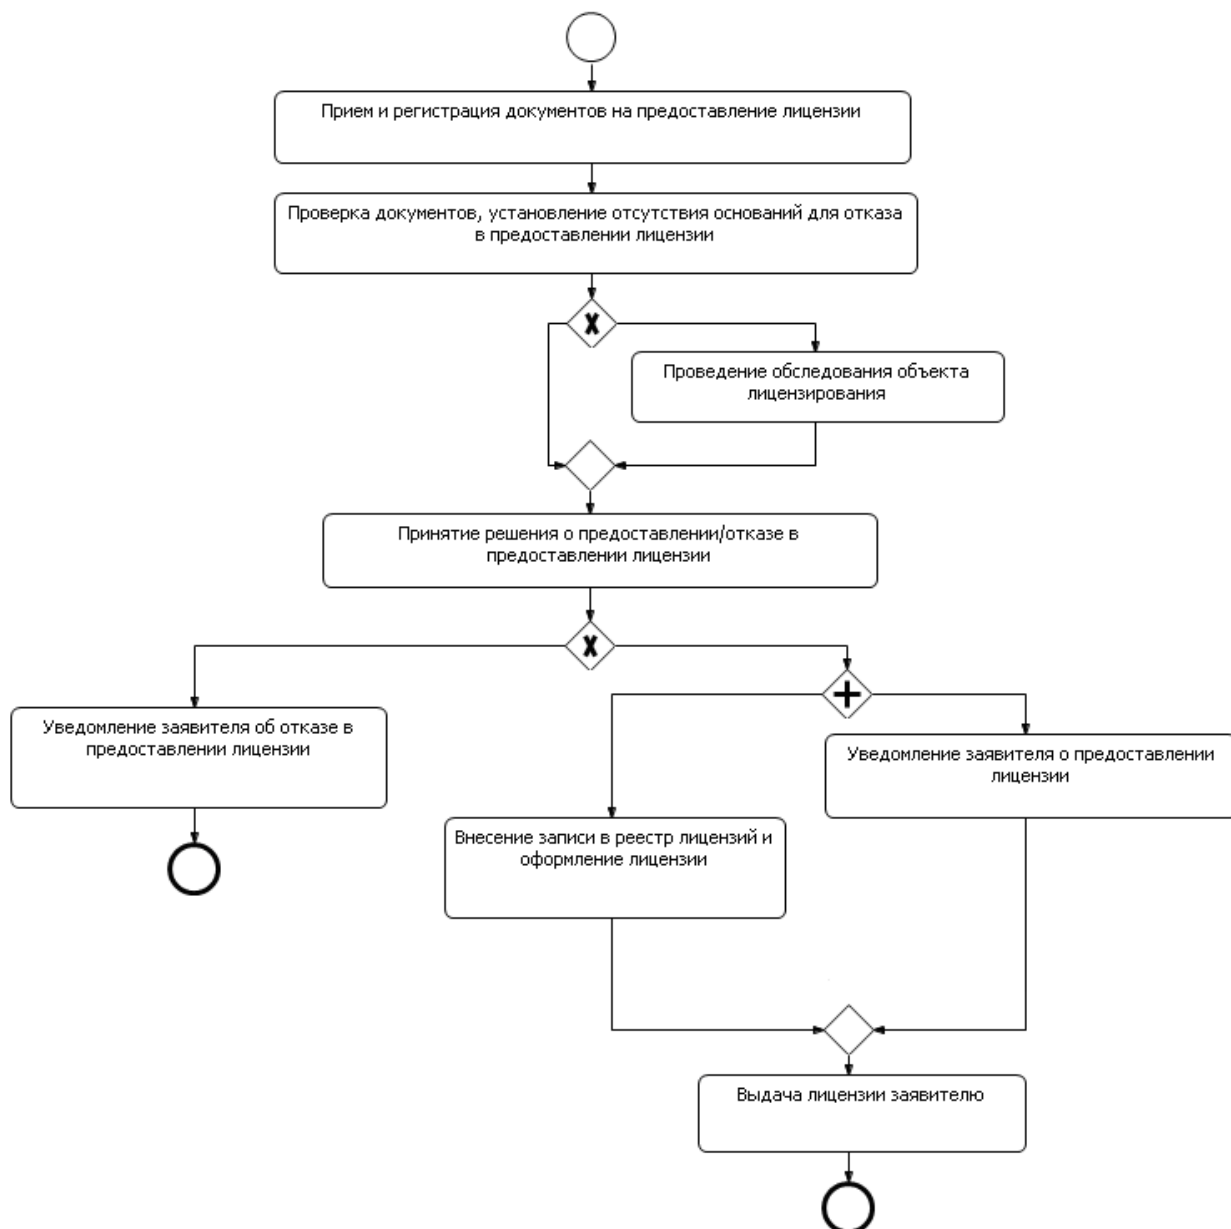 Прием и регистрация документов на предоставление лицензии
Проверка документов, установление отсутствия оснований для отказа
в предоставлении лицензии
Проведение обследования объекта
лицензирования
Принятие решения о предоставлении/отказе в
предоставлении лицензии
Уведомление заявителя об отказе в
предоставлении лицензии
Уведомление заявителя о предоставлении
лицензии
Внесение записи в реестр лицензий и
оформление лицензии
Выдача лицензии заявителю